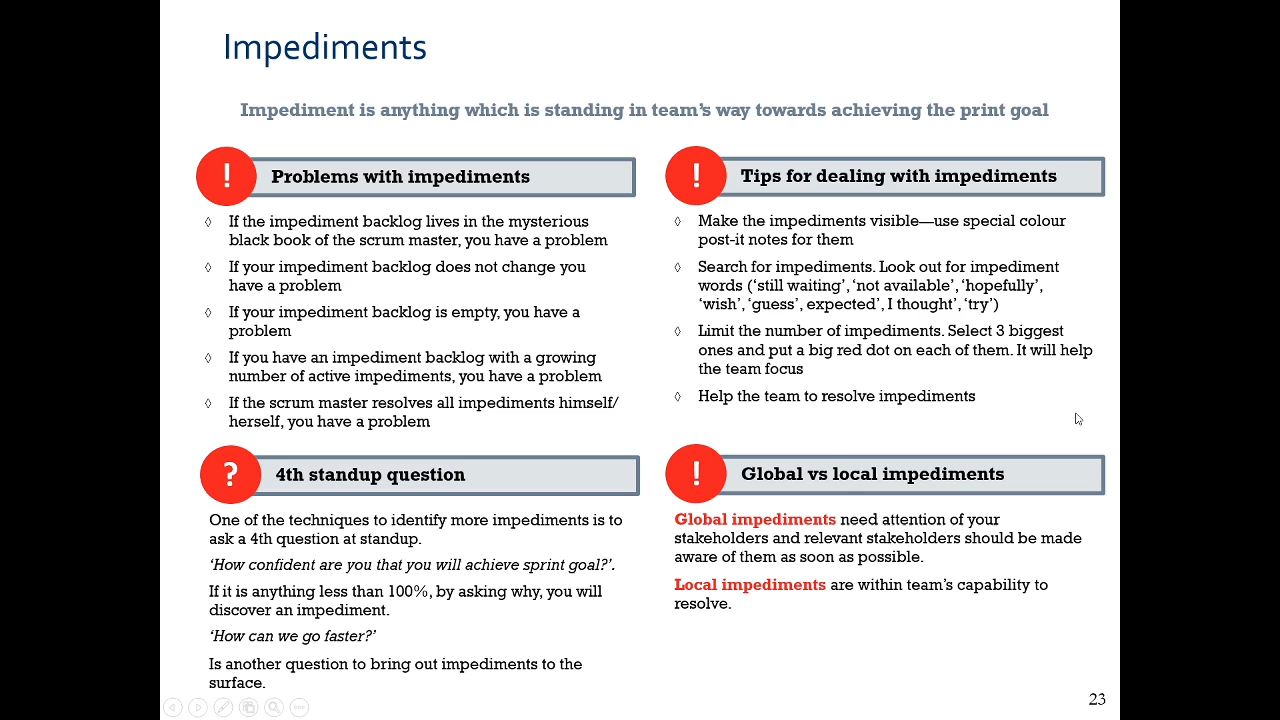 Impediments
Impediment is anything which is standing in team's way towards achieving the print goal
! Problems with impediments
◊ If the impediment backlog lives in the mysterious
black book of the scrum master, you have a problem
◊ If your impediment backlog does not change you
have a problem
◊ If your impediment backlog is empty, you have a
problem
◊ If you have an impediment backlog with a growing
number of active impediments, you have a problem
◊ If the scrum master resolves all impediments himself/
herself, you have a problem
! Tips for dealing with impediments
◊ Make the impediments visible—use special colour
post-it notes for them
◊ Search for impediments. Look out for impediment
words (‘still waiting’, ‘not available’, ‘hopefully’,
‘wish’, ‘guess’, expected’, I thought’, ‘try’)
◊ Limit the number of impediments. Select 3 biggest
ones and put a big red dot on each of them. It will help
the team focus
◊ Help the team to resolve impediments
? 4th standup question
One of the techniques to identify more impediments is to
ask a 4th question at standup.
‘How confident are you that you will achieve sprint goal?’.
If it is anything less than 100%, by asking why, you will
discover an impediment.
‘How can we go faster?’
Is another question to bring out impediments to the
surface.
! Global vs local impediments
Global impediments need attention of your
stakeholders and relevant stakeholders should be made
aware of them as soon as possible.
Local impediments are within team’s capability to
resolve.
23